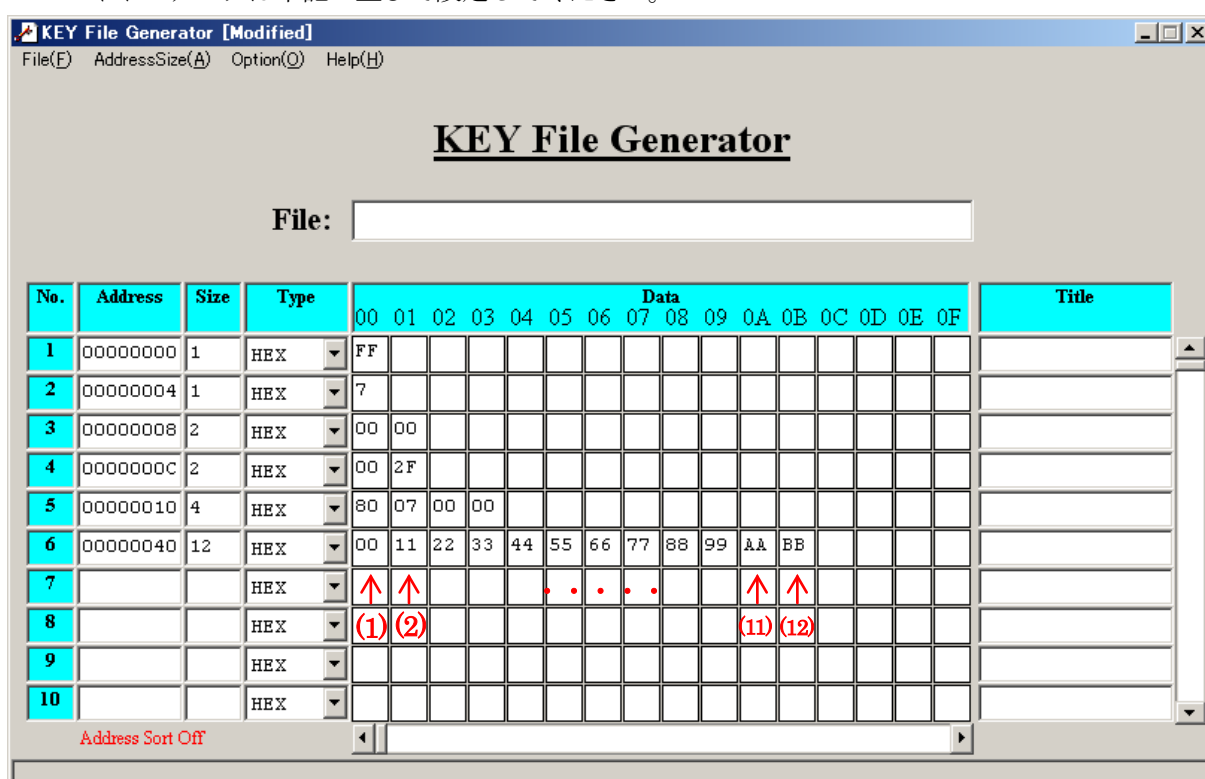 KEY File Generator [Modified]
File(F) AddressSize(A) Option(O) Help(H)
KEY File Generator
File:
No. Address Size Type Data Title
00 01 02 03 04 05 06 07 08 09 0A 0B 0C 0D 0E 0F
1 00000000 1 HEX FF
2 00000004 1 HEX 7
3 00000008 2 HEX 00 00
4 0000000C 2 HEX 00 2F
5 00000010 4 HEX 80 07 00 00
6 00000040 12 HEX 00 11 22 33 44 55 66 77 88 99 AA BB
7 HEX
8 HEX (1) (2) (11) (12)
9 HEX
10 HEX
Address Sort Off